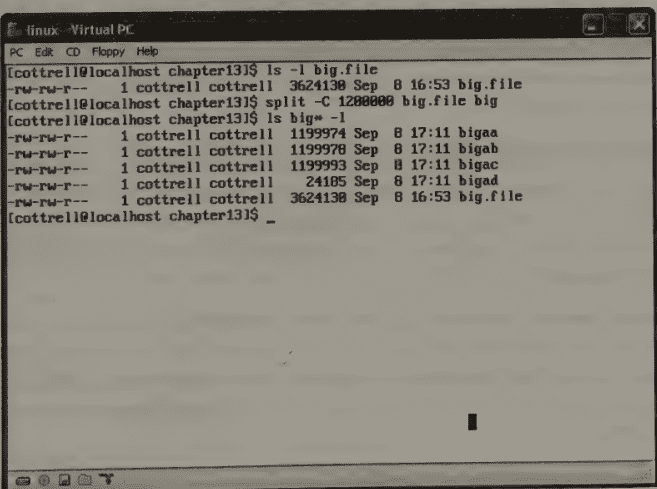 linux - Virtual PC
PC Edit CD Floppy Help
[cottrell@localhost chapter13]$ ls -l big.file
-rw-rw-r-- 1 cottrell cottrell 3624130 Sep 8 16:53 big.file
[cottrell@localhost chapter13]$ split -C 1200000 big.file big
[cottrell@localhost chapter13]$ ls big* -l
-rw-rw-r-- 1 cottrell cottrell 1199974 Sep 8 17:11 bigaa
-rw-rw-r-- 1 cottrell cottrell 1199978 Sep 8 17:11 bigab
-rw-rw-r-- 1 cottrell cottrell 1199993 Sep 8 17:11 bigac
-rw-rw-r-- 1 cottrell cottrell 24185 Sep 8 17:11 bigad
-rw-rw-r-- 1 cottrell cottrell 3624130 Sep 8 16:53 big.file
[cottrell@localhost chapter13]$ _